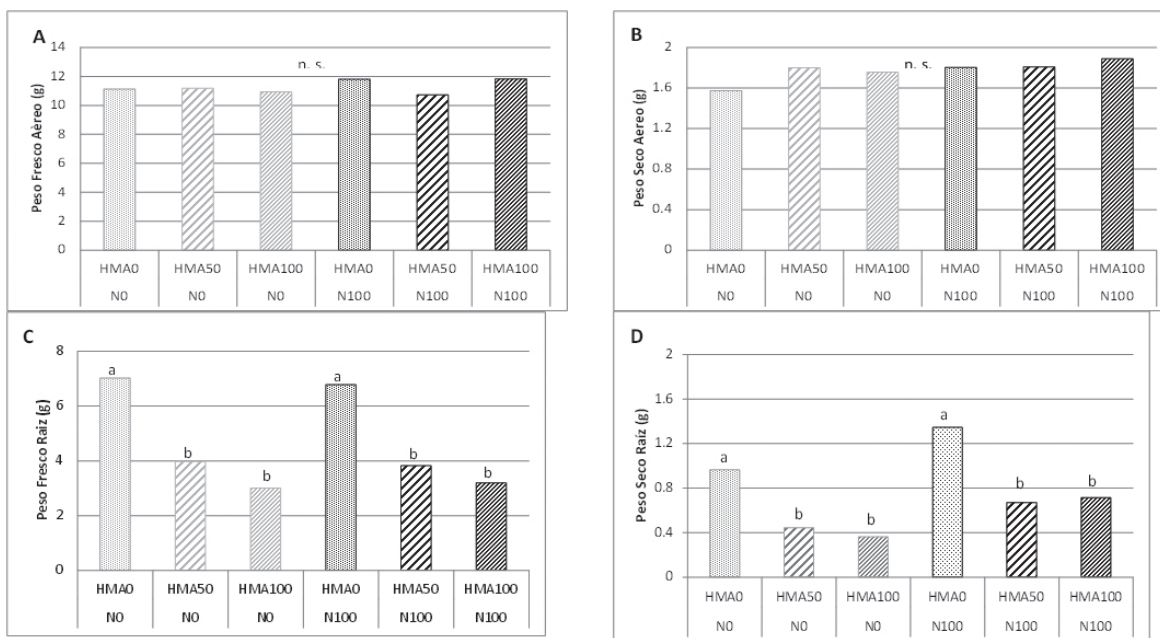 A
Peso Fresco Aèreo (g)
14
12
10
8
6
4
2
0
n. s.
HMA0 HMA50 HMA100 HMA0 HMA50 HMA100
N0 N0 N0 N100 N100 N100
B
Peso Seco Aereo (g)
2
1.6
1.2
0.8
0.4
0
n. s.
HMA0 HMA50 HMA100 HMA0 HMA50 HMA100
N0 N0 N0 N100 N100 N100
C
Peso Fresco Raiz (g)
8
6
4
2
0
a b b a b b
HMA0 HMA50 HMA100 HMA0 HMA50 HMA100
N0 N0 N0 N100 N100 N100
D
Peso Seco Raíz (g)
2
1.6
1.2
0.8
0.4
0
a b b a b b
HMA0 HMA50 HMA100 HMA0 HMA50 HMA100
N0 N0 N0 N100 N100 N100